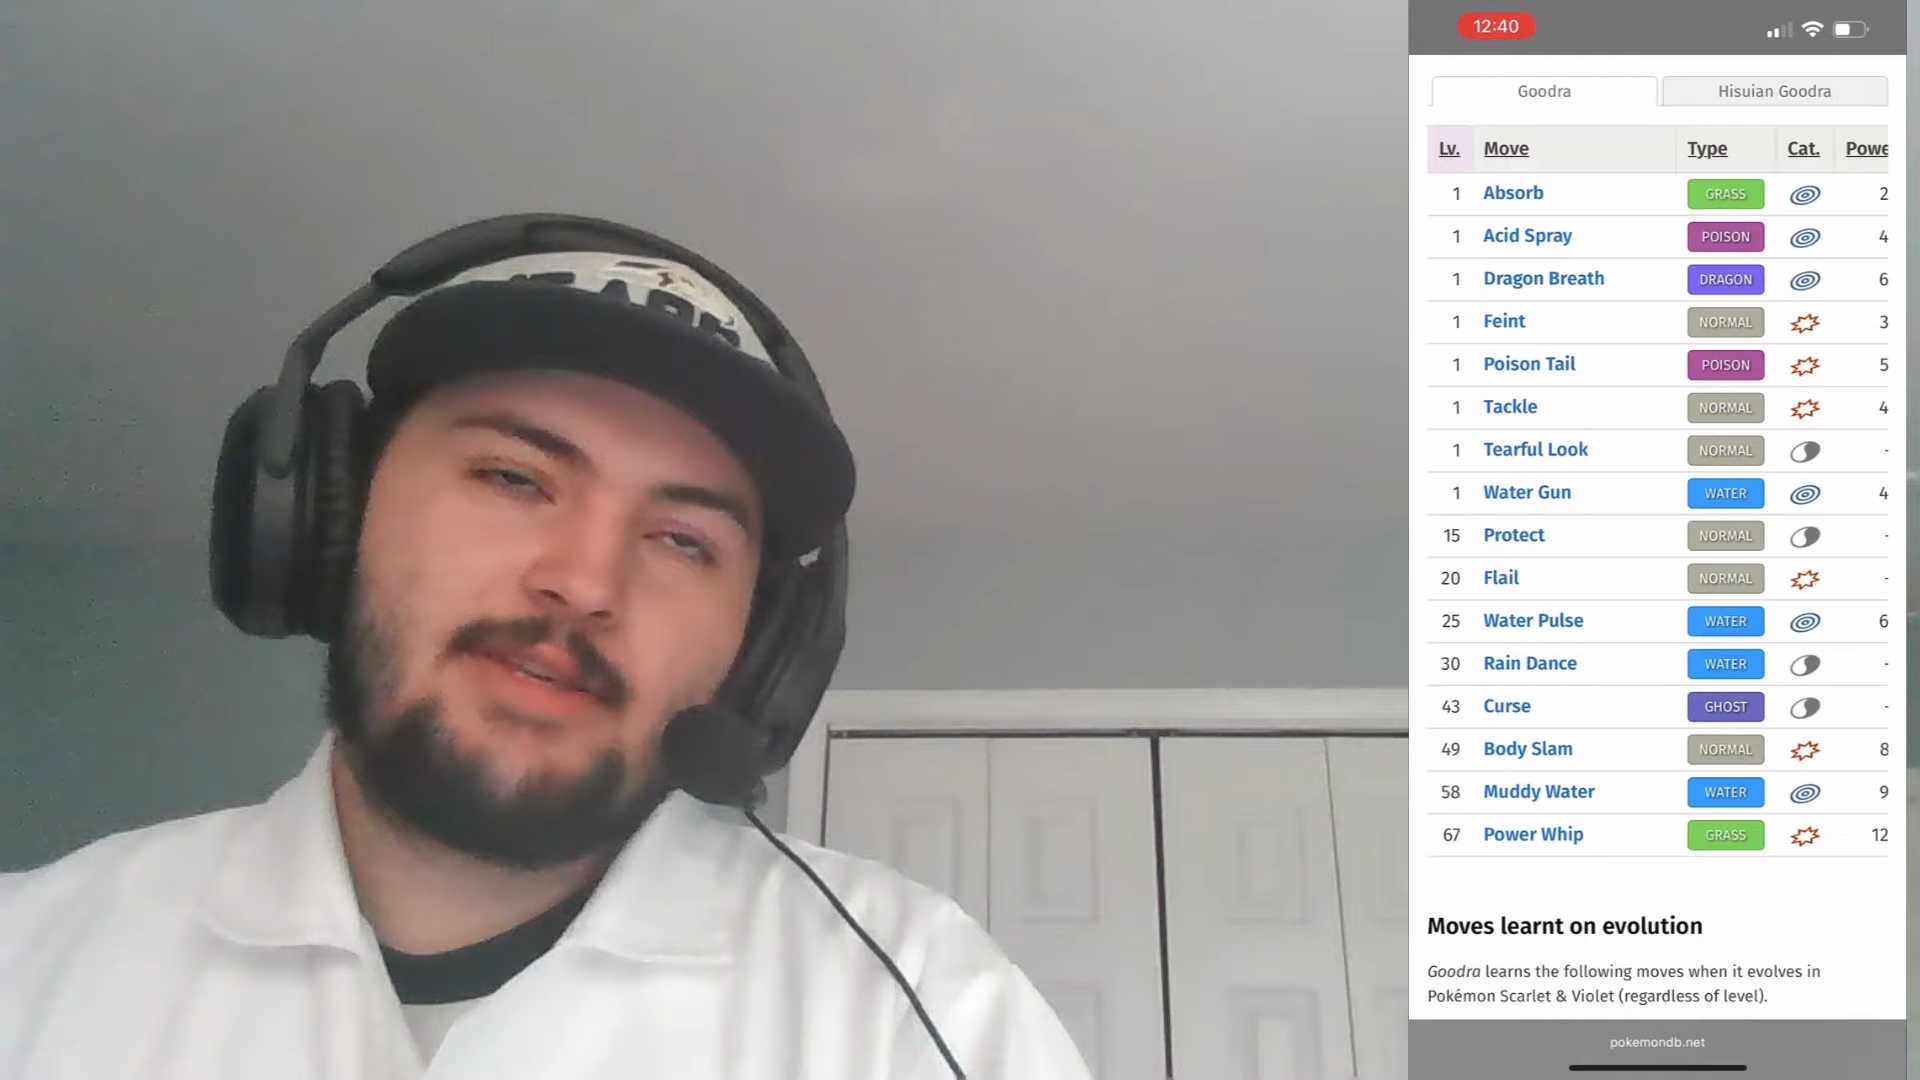 12:40
Goodra Hisuian Goodra
Lv. Move Type Cat. Powe
1 Absorb GRASS 2
1 Acid Spray POISON 4
1 Dragon Breath DRAGON 6
1 Feint NORMAL 3
1 Poison Tail POISON 5
1 Tackle NORMAL 4
1 Tearful Look NORMAL -
1 Water Gun WATER 4
15 Protect NORMAL -
20 Flail NORMAL -
25 Water Pulse WATER 6
30 Rain Dance WATER -
43 Curse GHOST -
49 Body Slam NORMAL 8
58 Muddy Water WATER 9
67 Power Whip GRASS 12
Moves learnt on evolution
Goodra learns the following moves when it evolves in
Pokémon Scarlet & Violet (regardless of level).
pokemondb.net